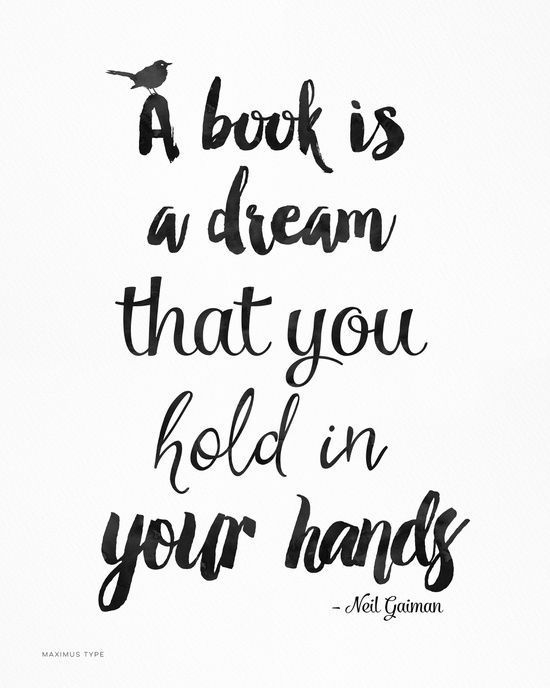 A book is
a dream
that you
hold in
your hands
– Neil Gaiman
MAXIMUS TYPE